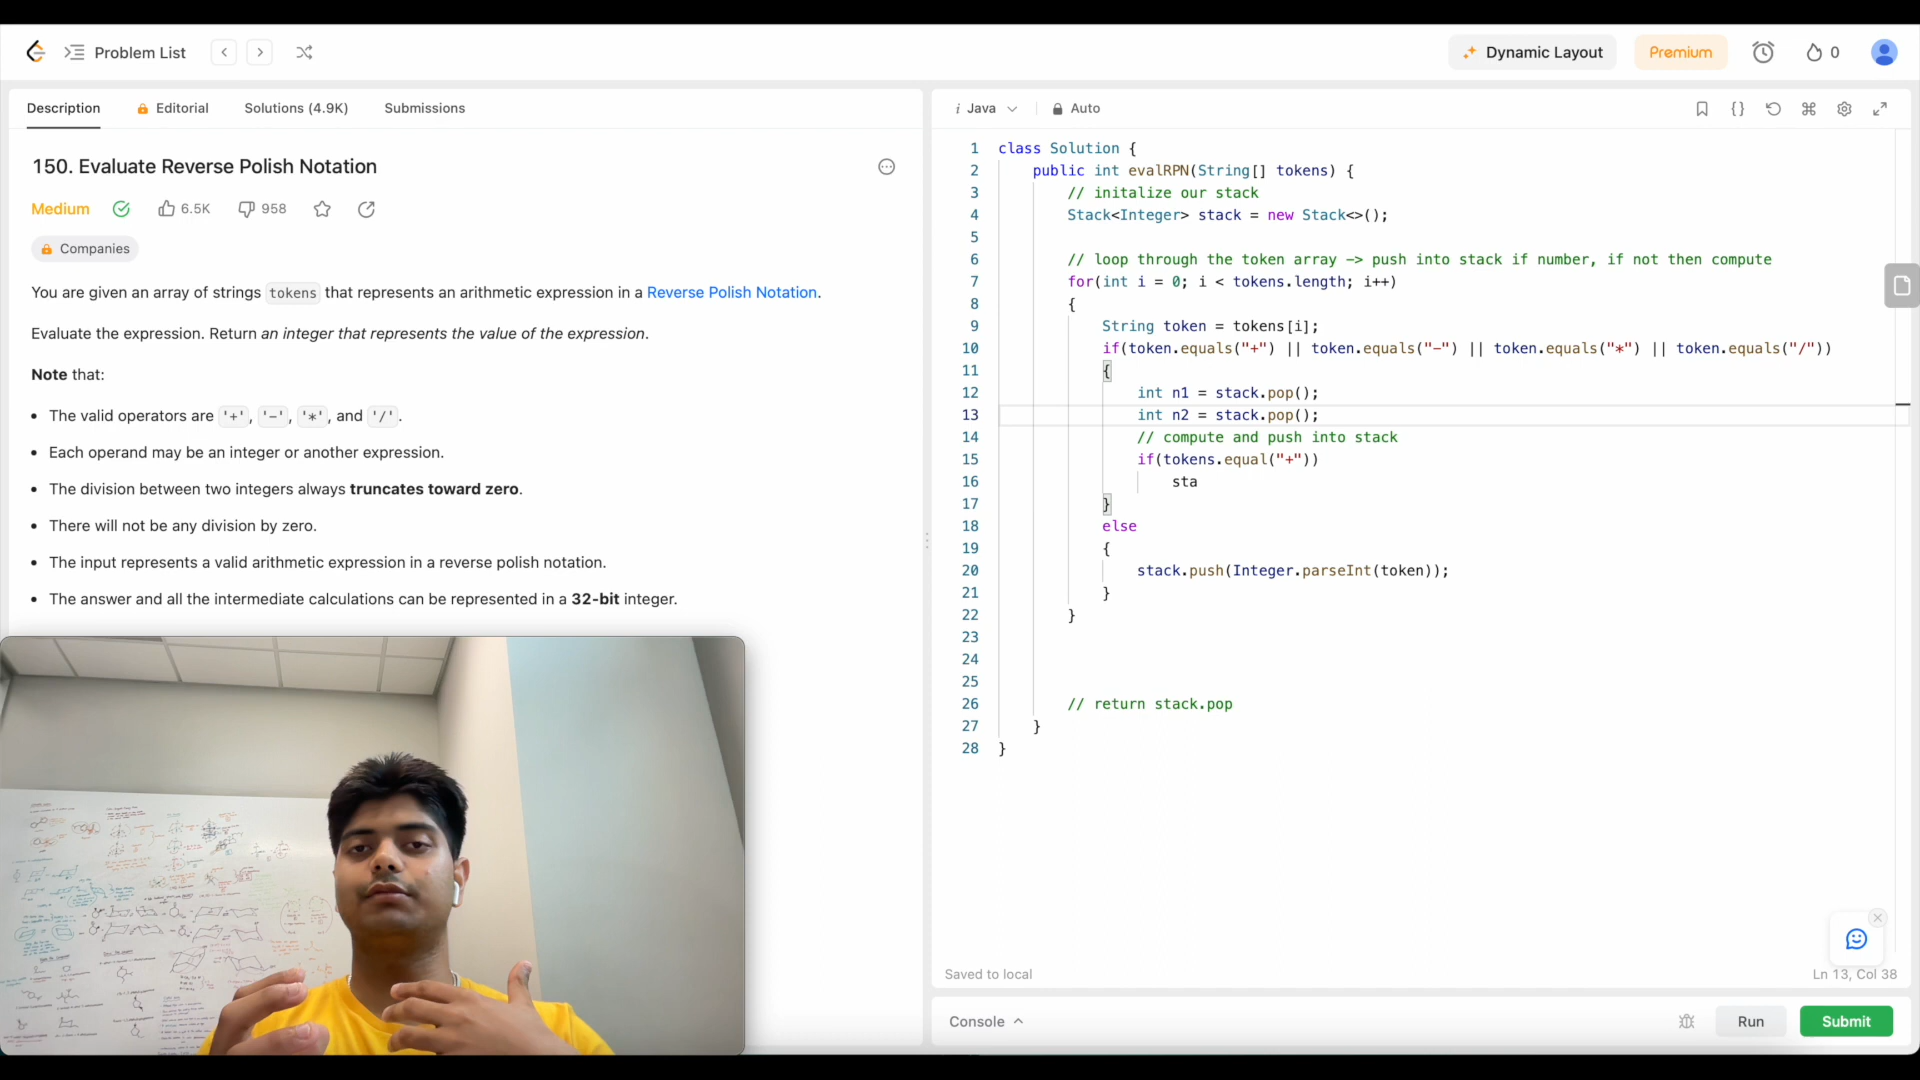 Problem List
Dynamic Layout
Premium
0
Description
Editorial
Solutions (4.9K)
Submissions
150. Evaluate Reverse Polish Notation
Medium
6.5K
958
Companies
You are given an array of strings tokens that represents an arithmetic expression in a Reverse Polish Notation.
Evaluate the expression. Return an integer that represents the value of the expression.
Note that:
• The valid operators are '+', '-', '*', and '/'.
• Each operand may be an integer or another expression.
• The division between two integers always truncates toward zero.
• There will not be any division by zero.
• The input represents a valid arithmetic expression in a reverse polish notation.
• The answer and all the intermediate calculations can be represented in a 32-bit integer.
i Java
Auto
1 class Solution {
2 public int evalRPN(String[] tokens) {
3 // initalize our stack
4 Stack<Integer> stack = new Stack<>();
5
6 // loop through the token array -> push into stack if number, if not then compute
7 for(int i = 0; i < tokens.length; i++)
8 {
9 String token = tokens[i];
10 if(token.equals("+") || token.equals("-") || token.equals("*") || token.equals("/"))
11 {
12 int n1 = stack.pop();
13 int n2 = stack.pop();
14 // compute and push into stack
15 if(tokens.equal("+"))
16 sta
17 }
18 else
19 {
20 stack.push(Integer.parseInt(token));
21 }
22 }
23
24
25
26 // return stack.pop
27 }
28 }
Saved to local
Ln 13, Col 38
Console
Run
Submit